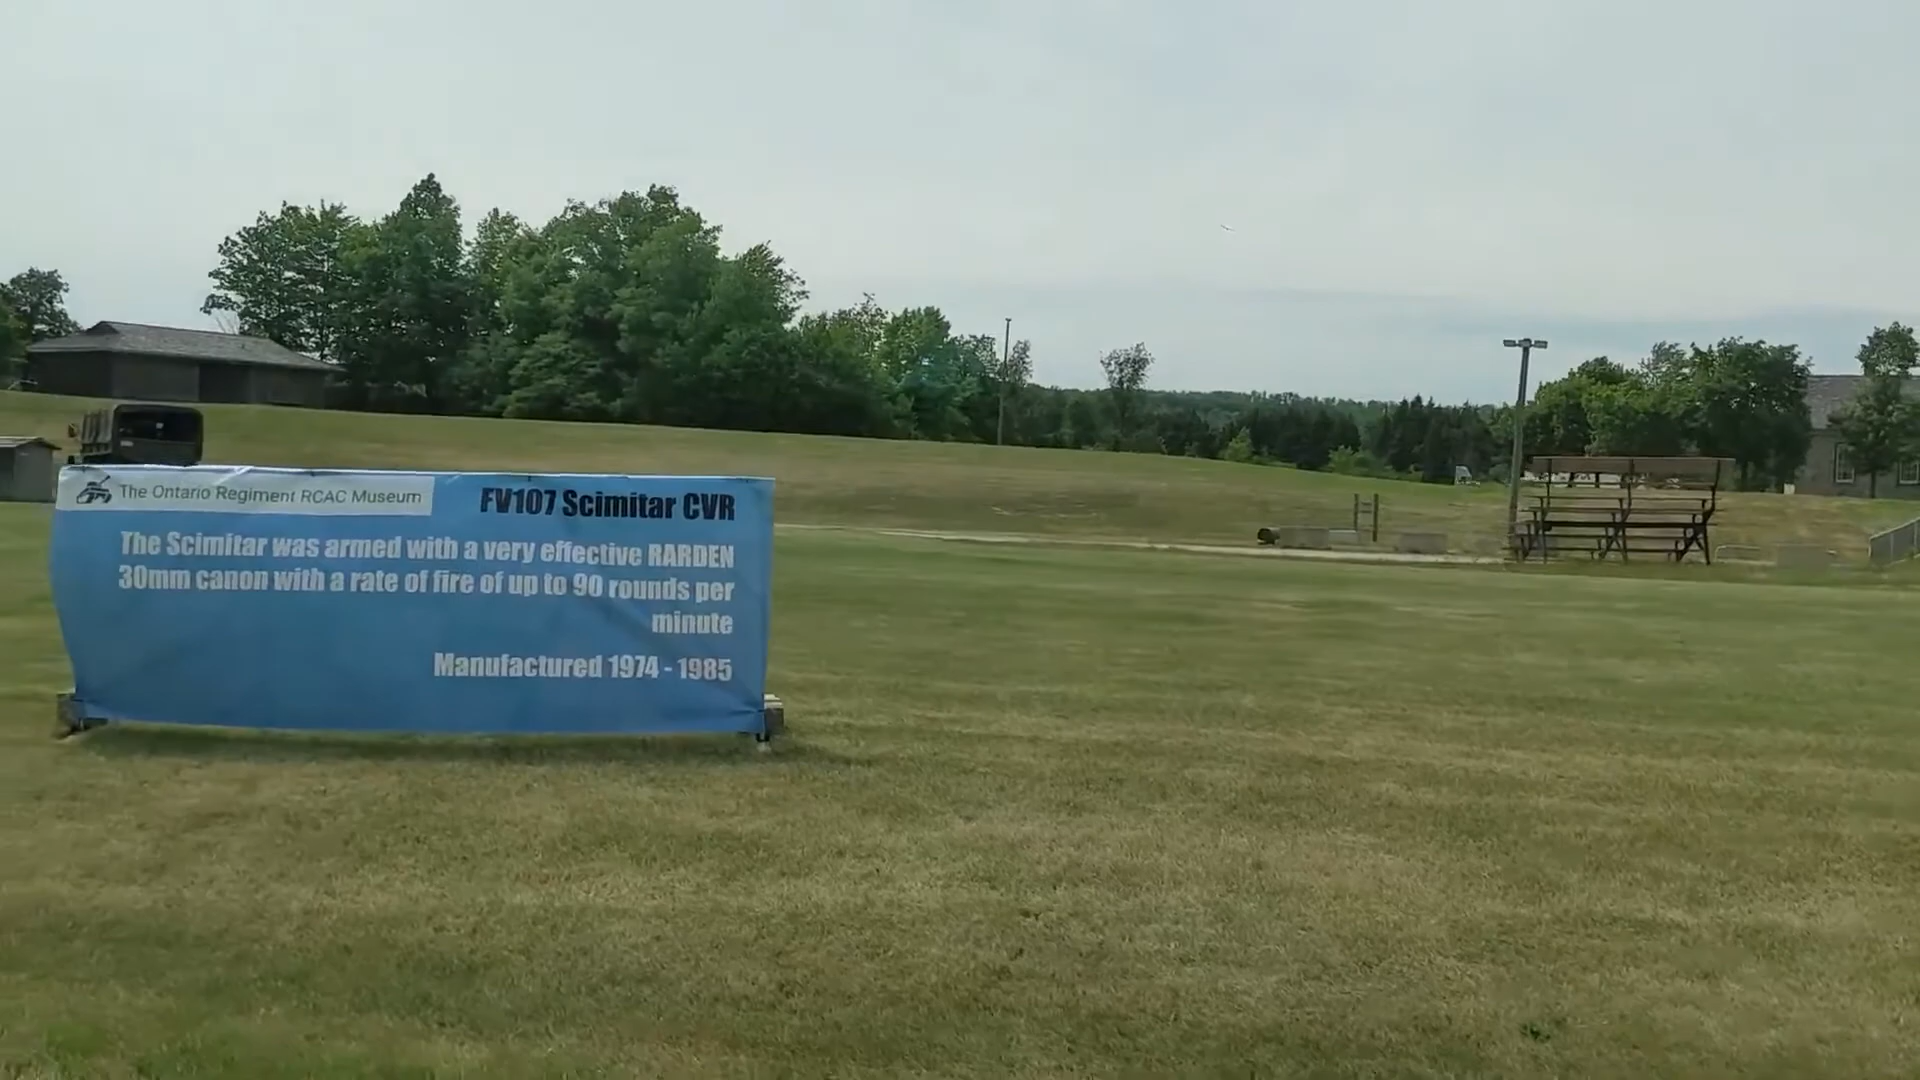 The Ontario Regiment RCAC Museum
FV107 Scimitar CVR
The Scimitar was armed with a very effective RARDEN
30mm canon with a rate of fire of up to 90 rounds per
minute
Manufactured 1974 - 1985